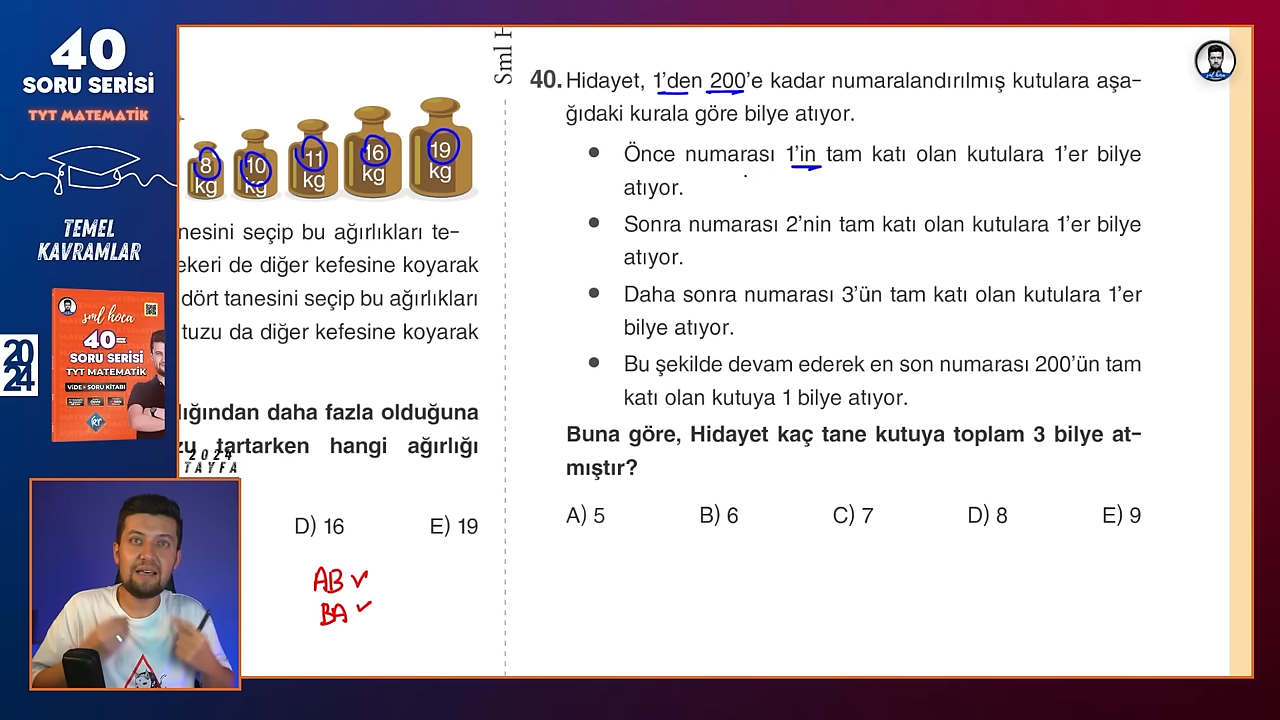 40
SORU SERİSİ
TYT MATEMATİK
TEMEL
KAVRAMLAR
sml hoca
40
SORU SERİSİ
TYT MATEMATİK
VİDEO SORU KİTABI
RT
2024
8
kg
10
kg
11
kg
16
kg
19
kg
nesini seçip bu ağırlıkları te-
ekeri de diğer kefesine koyarak
dört tanesini seçip bu ağırlıkları
tuzu da diğer kefesine koyarak
lığından daha fazla olduğuna
zu tartarken hangi ağırlığı
2024
TAYFA
D) 16 E) 19
AB ✓
BA ✓
Sml H
40. Hidayet, 1'den 200'e kadar numaralandırılmış kutulara aşa-
ğıdaki kurala göre bilye atıyor.
• Önce numarası 1'in tam katı olan kutulara 1'er bilye
atıyor.
• Sonra numarası 2'nin tam katı olan kutulara 1'er bilye
atıyor.
• Daha sonra numarası 3'ün tam katı olan kutulara 1'er
bilye atıyor.
• Bu şekilde devam ederek en son numarası 200'ün tam
katı olan kutuya 1 bilye atıyor.
Buna göre, Hidayet kaç tane kutuya toplam 3 bilye at-
mıştır?
A) 5 B) 6 C) 7 D) 8 E) 9